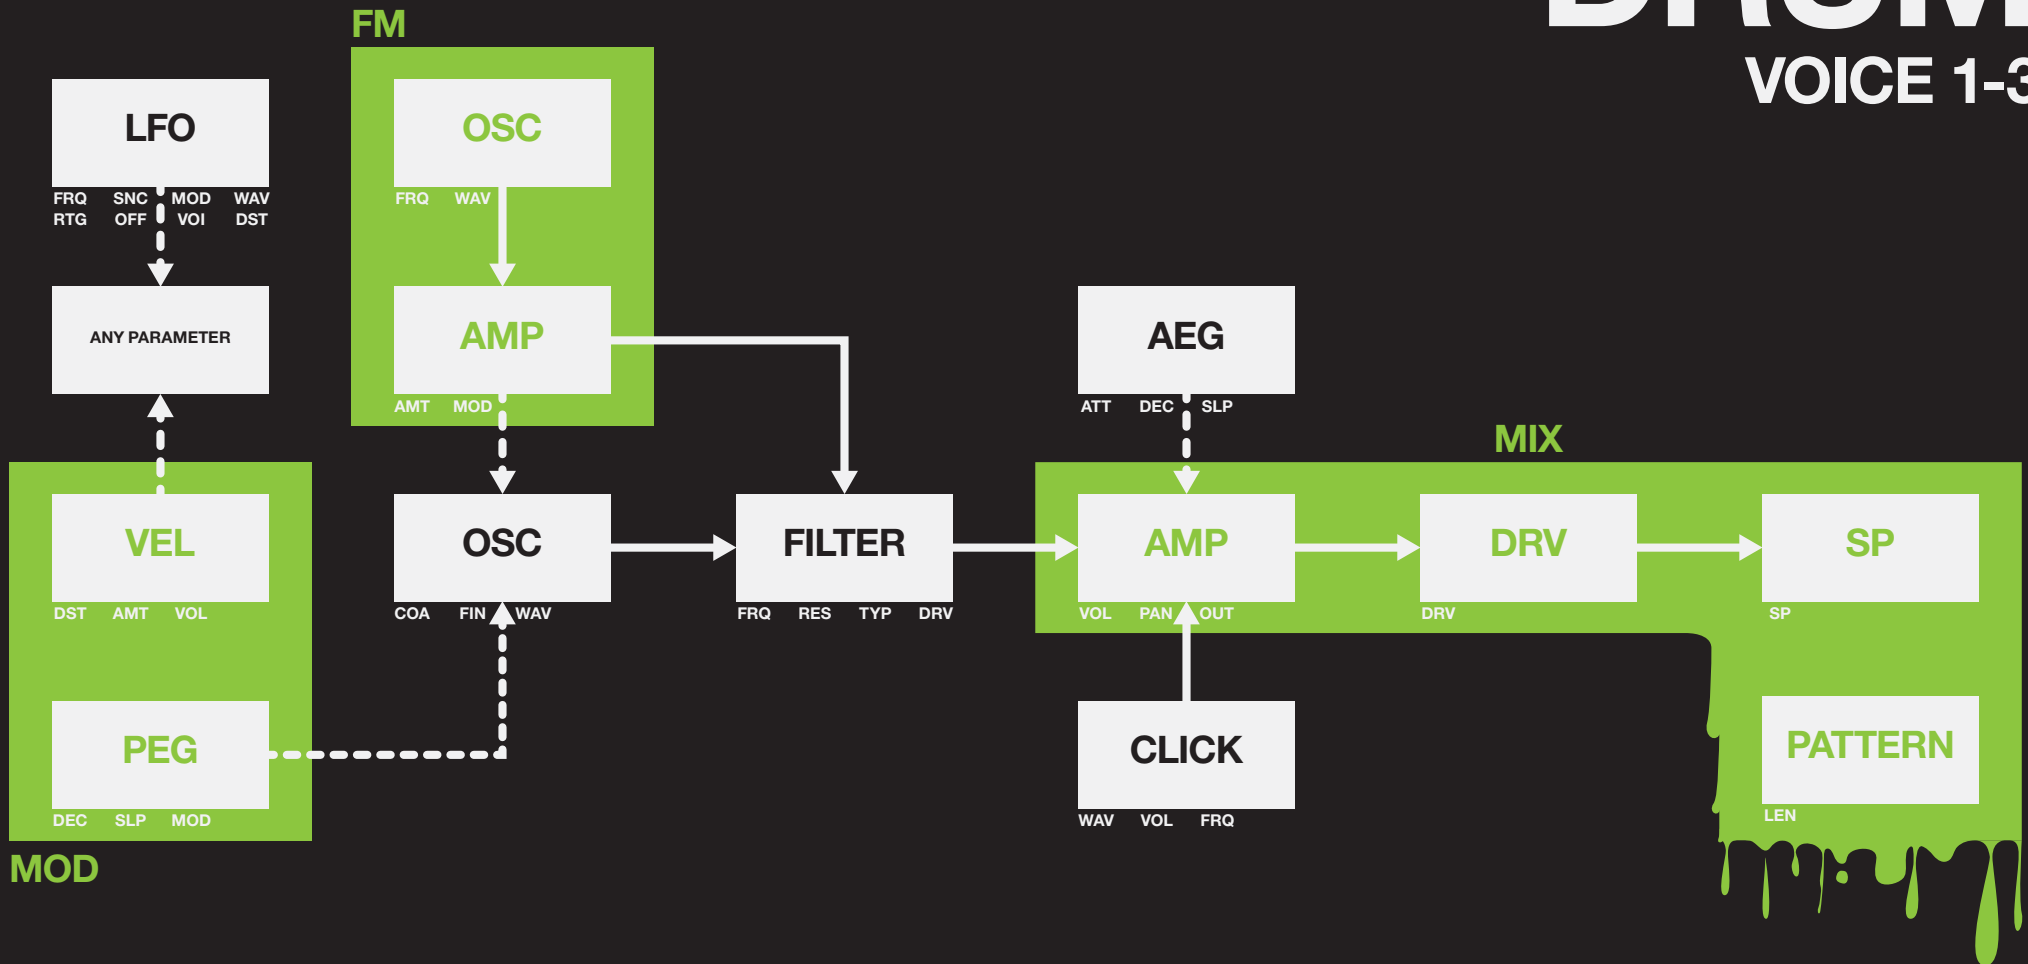 DRUM
VOICE 1-3
FM
LFO
FRQ SNC MOD WAV
RTG OFF VOI DST
ANY PARAMETER
OSC
FRQ WAV
AMP
AMT MOD
AEG
ATT DEC SLP
MIX
VEL
DST AMT VOL
OSC
COA FIN WAV
FILTER
FRQ RES TYP DRV
AMP
VOL PAN OUT
DRV
DRV
SP
SP
PEG
DEC SLP MOD
MOD
CLICK
WAV VOL FRQ
PATTERN
LEN